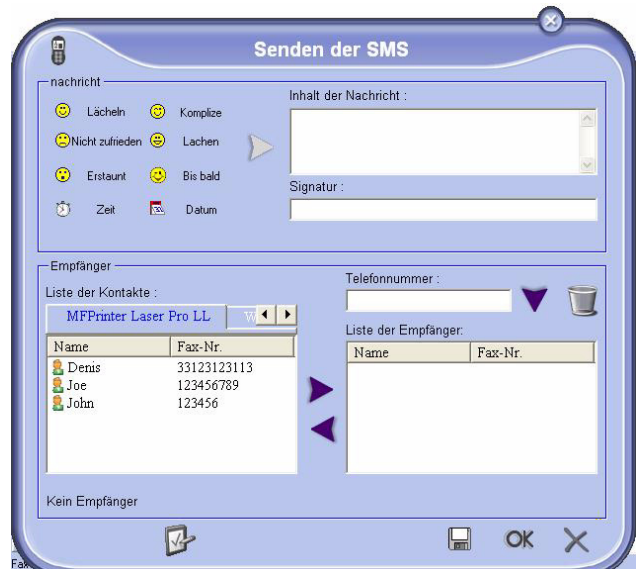 Senden der SMS
nachricht
Inhalt der Nachricht :
Lächeln
Komplize
Nicht zufrieden
Lachen
Erstaunt
Bis bald
Signatur :
Zeit
Datum
Empfänger
Liste der Kontakte :
Telefonnummer :
MFPrinter Laser Pro LL
Liste der Empfänger:
Name Fax-Nr.
Denis 33123123113
Joe 123456789
John 123456
Name Fax-Nr.
Kein Empfänger
OK